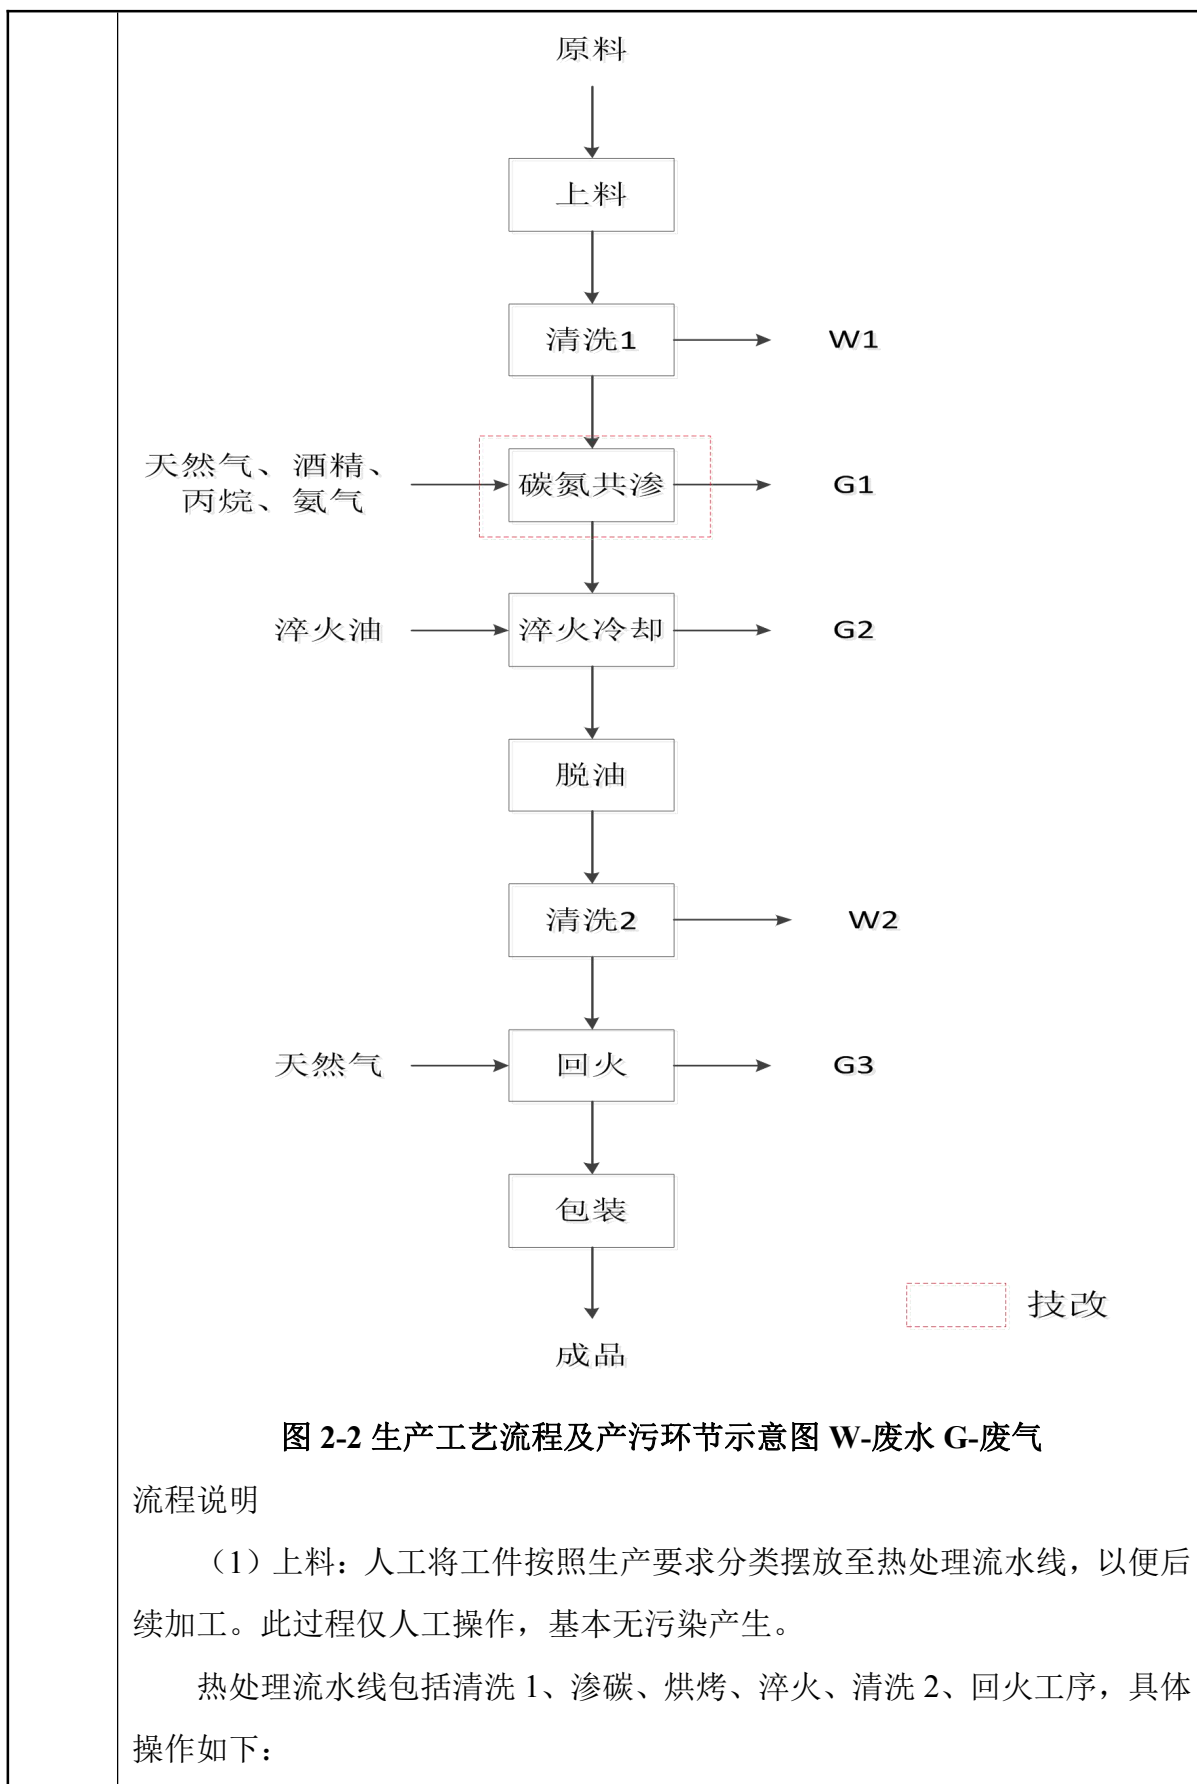 原料
上料
清洗1
W1
天然气、酒精、
丙烷、氨气
碳氮共渗
G1
淬火油
淬火冷却
G2
脱油
清洗2
W2
天然气
回火
G3
包装
技改
成品
图 2-2 生产工艺流程及产污环节示意图 W-废水 G-废气
流程说明
（1）上料：人工将工件按照生产要求分类摆放至热处理流水线，以便后
续加工。此过程仅人工操作，基本无污染产生。
热处理流水线包括清洗 1、渗碳、烘烤、淬火、清洗 2、回火工序，具体
操作如下：